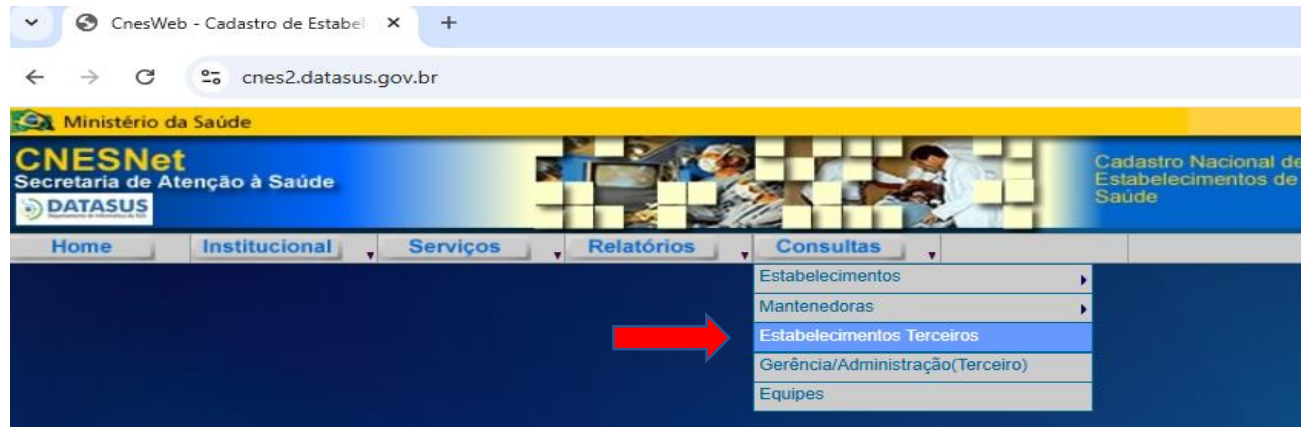 CnesWeb - Cadastro de Estabel
cnes2.datasus.gov.br
Ministério da Saúde
CNESNet
Secretaria de Atenção à Saúde
DATASUS
Cadastro Nacional de
Estabelecimentos de
Saúde
Home Institucional Serviços Relatórios Consultas
Estabelecimentos
Mantenedoras
Estabelecimentos Terceiros
Gerência/Administração(Terceiro)
Equipes